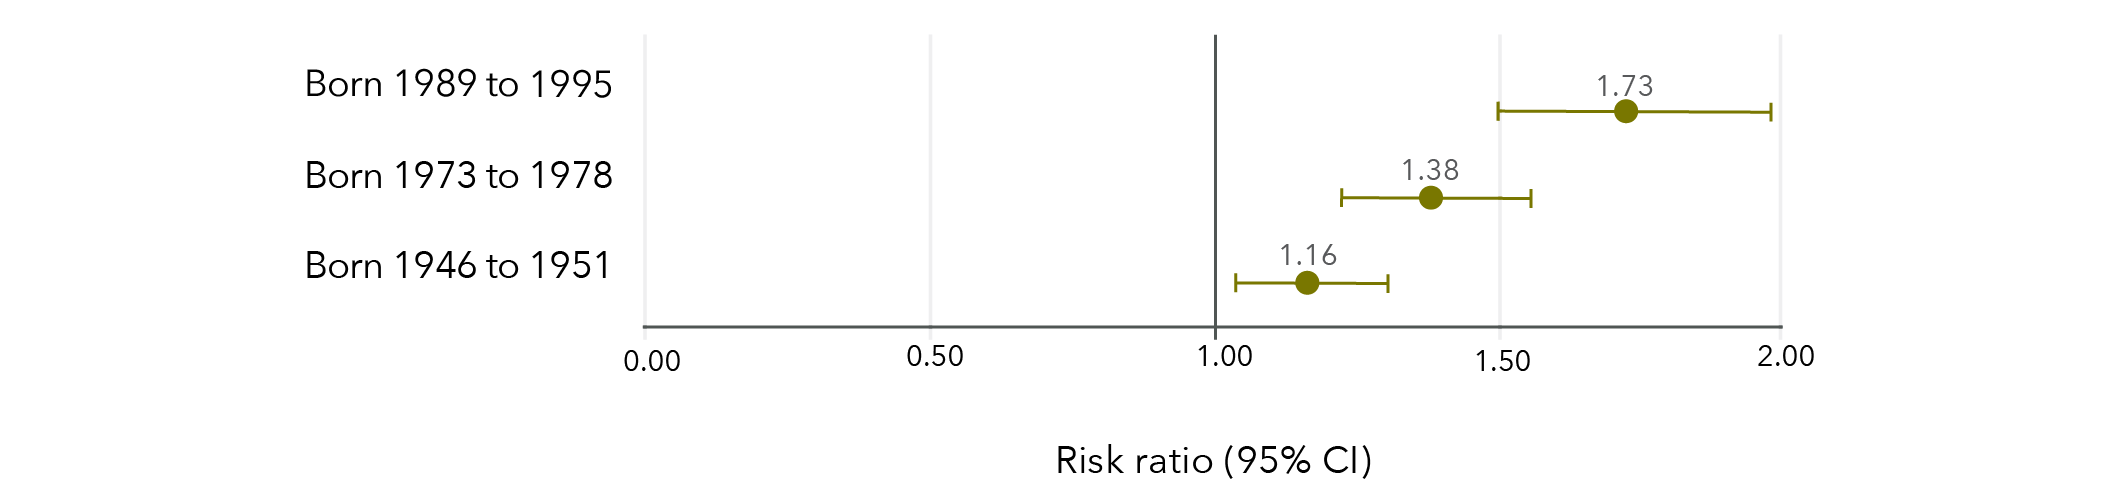 Born 1989 to 1995
1.73
Born 1973 to 1978
1.38
Born 1946 to 1951
1.16
0.00 0.50 1.00 1.50 2.00
Risk ratio (95% CI)